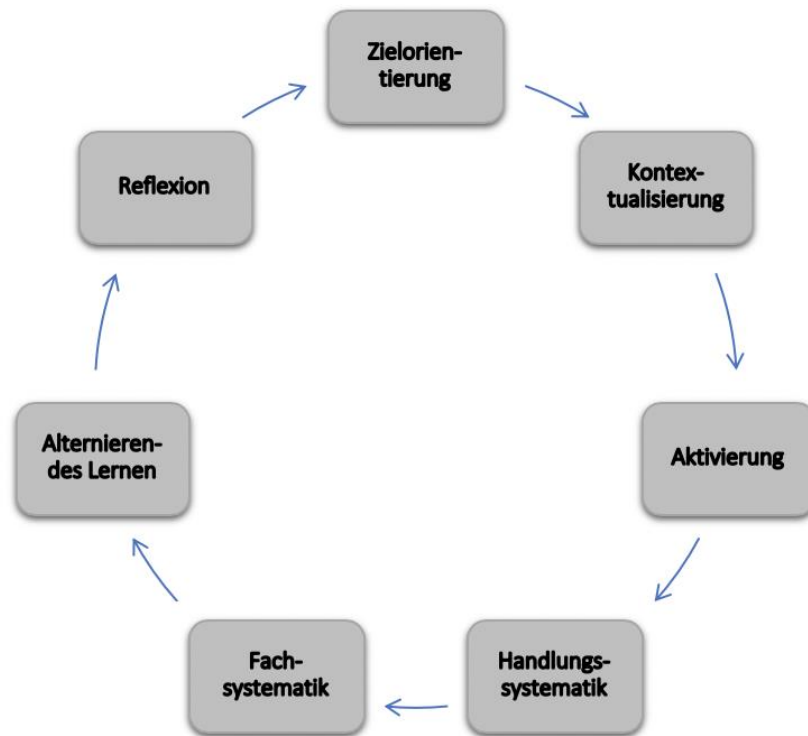 Zielorien-
tierung
Kontex-
tualisierung
Aktivierung
Handlungs-
systematik
Fach-
systematik
Alternieren-
des Lernen
Reflexion